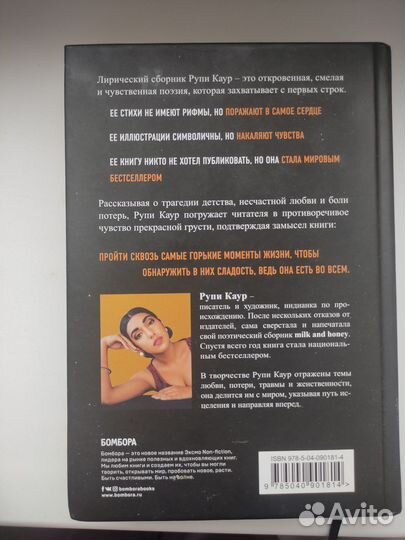 Лирический сборник Рупи Каур – это откровенная, смелая
и чувственная поэзия, которая захватывает с первых строк.
ЕЕ СТИХИ НЕ ИМЕЮТ РИФМЫ, НО ПОРАЖАЮТ В САМОЕ СЕРДЦЕ
ЕЕ ИЛЛЮСТРАЦИИ СИМВОЛИЧНЫ, НО НАКАЛЯЮТ ЧУВСТВА
ЕЕ КНИГУ НИКТО НЕ ХОТЕЛ ПУБЛИКОВАТЬ, НО ОНА СТАЛА МИРОВЫМ
БЕСТСЕЛЛЕРОМ
Рассказывая о трагедии детства, несчастной любви и боли
потерь, Рупи Каур погружает читателя в противоречивое
чувство прекрасной грусти, подтверждая замысел книги:
ПРОЙТИ СКВОЗЬ САМЫЕ ГОРЬКИЕ МОМЕНТЫ ЖИЗНИ, ЧТОБЫ
ОБНАРУЖИТЬ В НИХ СЛАДОСТЬ, ВЕДЬ ОНА ЕСТЬ ВО ВСЕМ.
Рупи Каур –
писатель и художник, индианка по про-
исхождению. После нескольких отказов от
издателей, сама сверстала и напечатала
свой поэтический сборник milk and honey.
Спустя всего год книга стала националь-
ным бестселлером.
В творчестве Рупи Каур отражены темы
любви, потери, травмы и женственности,
она делится им с миром, указывая путь ис-
целения и направляя вперед.
БОМБОРА
Бомбора – это новое название Эксмо Non-fiction,
лидера на рынке полезных и вдохновляющих книг.
Мы любим книги и создаем их, чтобы вы могли
творить, открывать мир, пробовать новое, расти.
Быть счастливыми. Быть на волне.
bomborabooks
www.bombora.ru
ISBN 978-5-04-090181-4
9 785040 901814 >
Avito